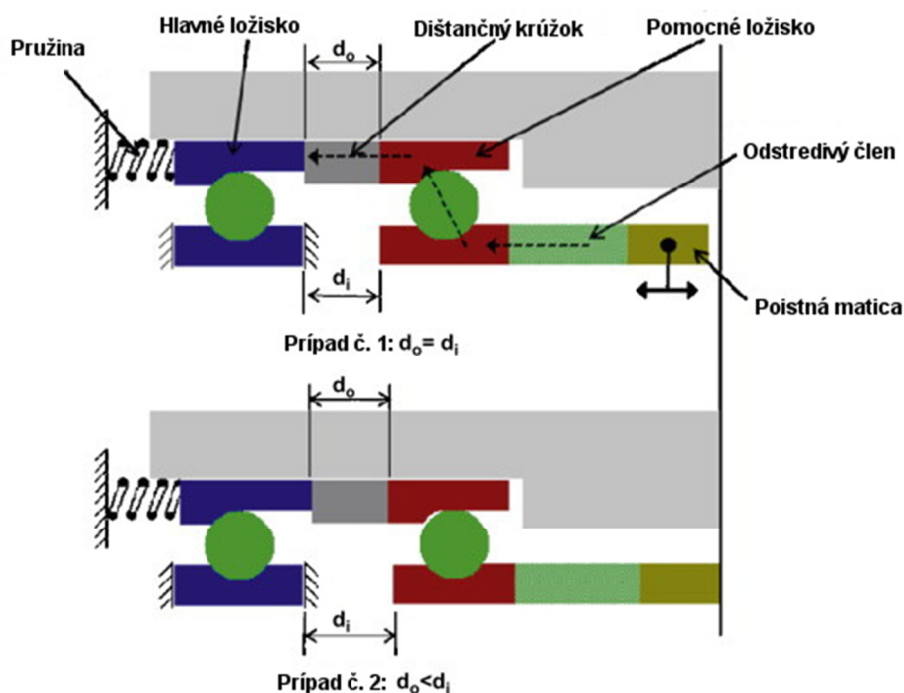 Hlavné ložisko
Dištančný krúžok
Pomocné ložisko
Pružina
dₒ
Odstredivý člen
dᵢ
Poistná matica
Prípad č. 1: dₒ= dᵢ
dₒ
dᵢ
Prípad č. 2: dₒ<dᵢ